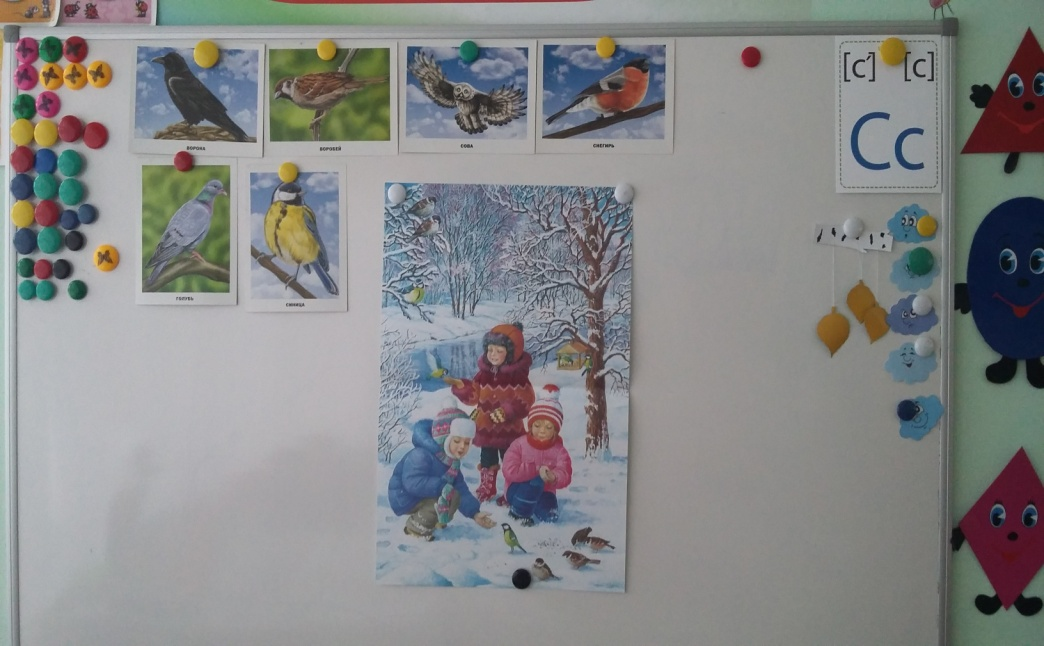 ВОРОНА
ВОРОБЕЙ
СОВА
СНЕГИРЬ
[с'] [с]
Сс
ГОЛУБЬ
СИНИЦА